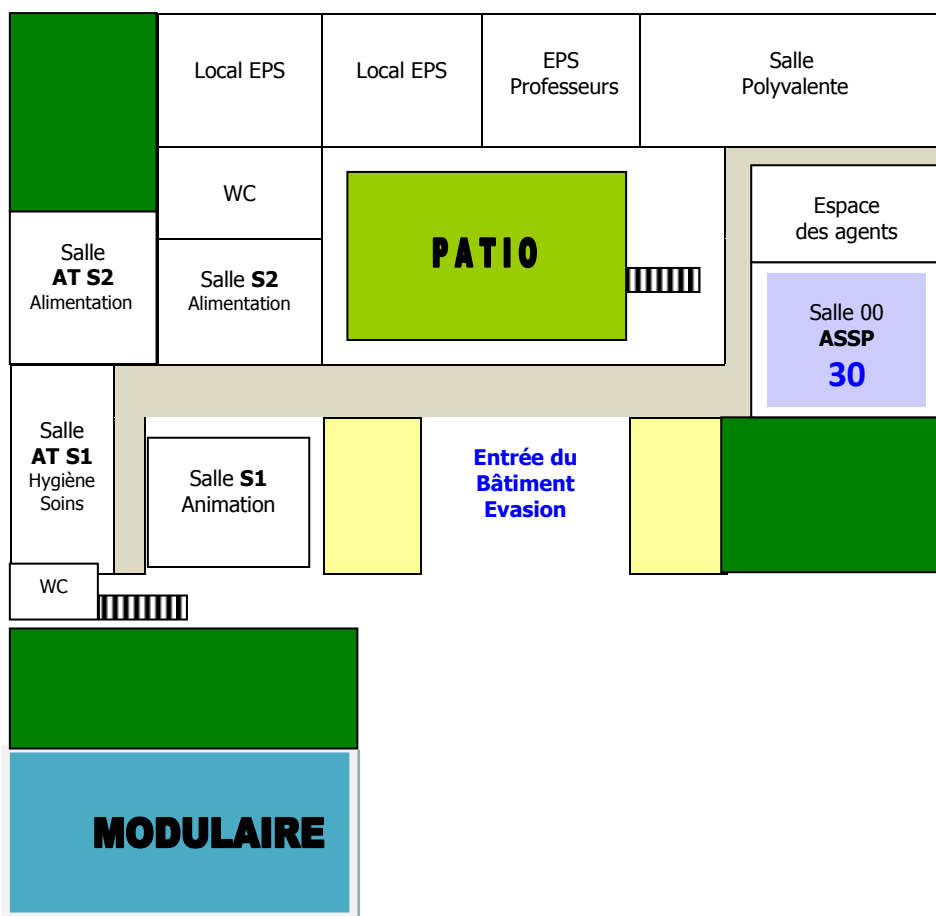 Local EPS
Local EPS
EPS
Professeurs
Salle
Polyvalente
WC
PATIO
Espace
des agents
Salle
AT S2
Alimentation
Salle S2
Alimentation
Salle 00
ASSP
30
Salle
AT S1
Hygiène
Soins
Salle S1
Animation
Entrée du
Bâtiment
Evasion
WC
MODULAIRE